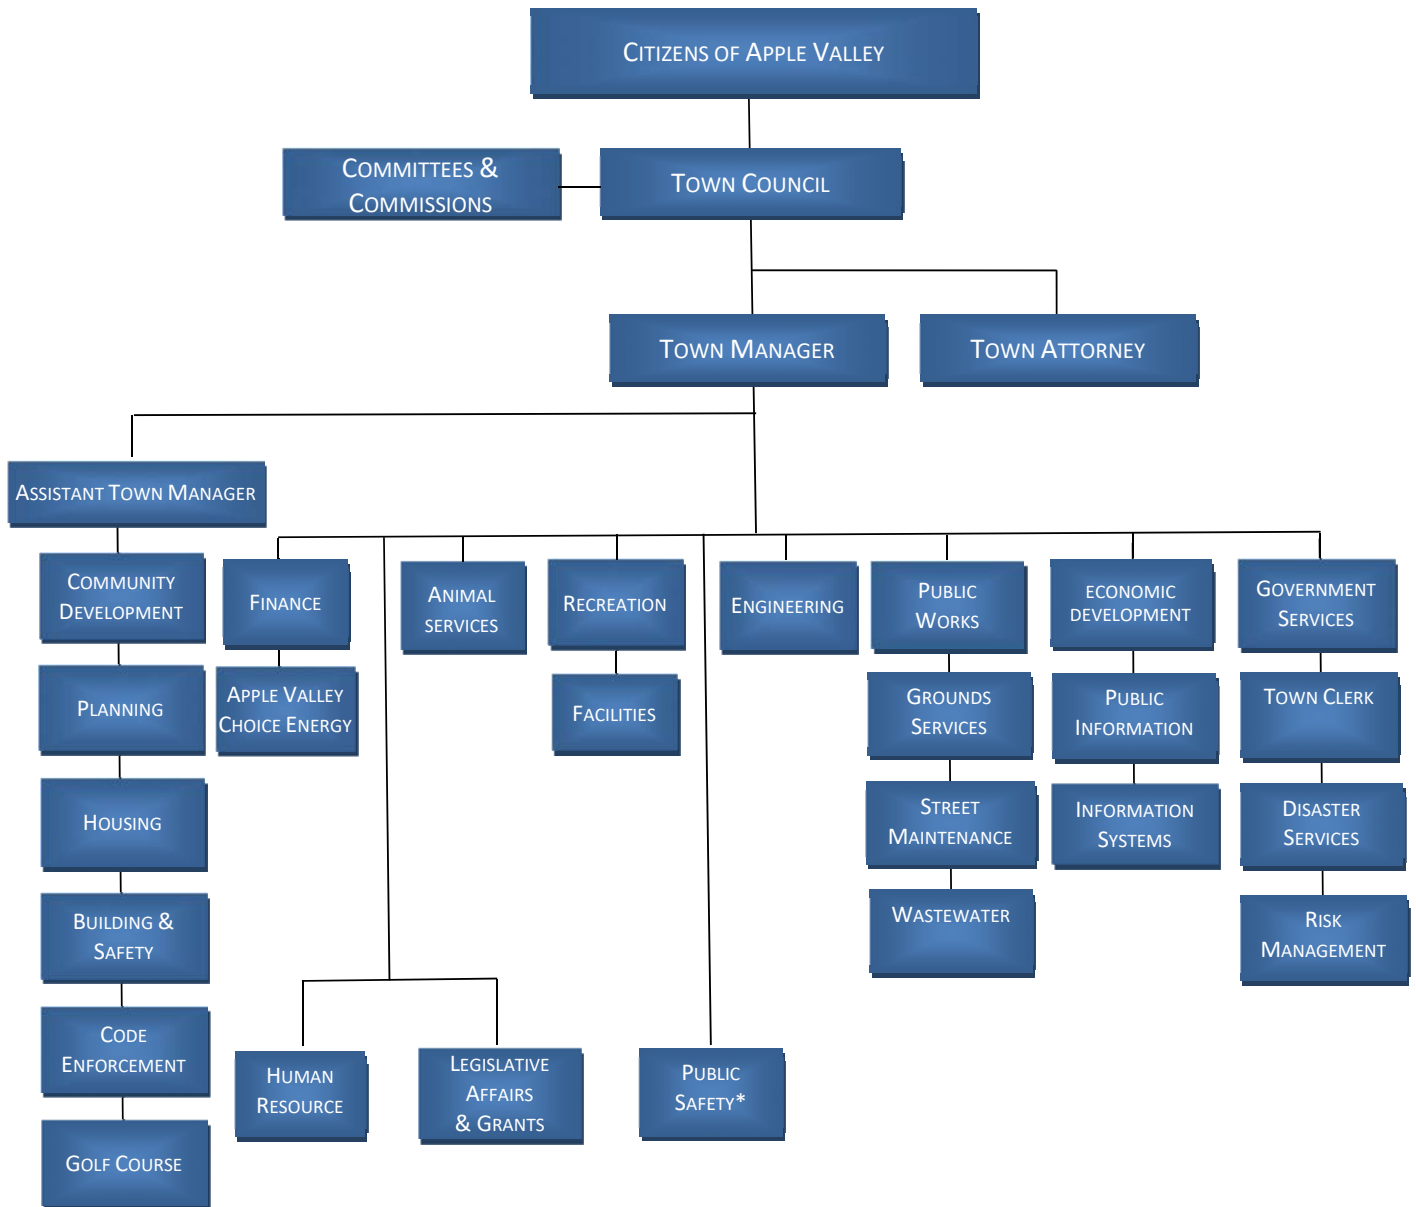 CITIZENS OF APPLE VALLEY
COMMITTEES &
COMMISSIONS
TOWN COUNCIL
TOWN MANAGER
TOWN ATTORNEY
ASSISTANT TOWN MANAGER
COMMUNITY
DEVELOPMENT
FINANCE
ANIMAL
SERVICES
RECREATION
ENGINEERING
PUBLIC
WORKS
ECONOMIC
DEVELOPMENT
GOVERNMENT
SERVICES
PLANNING
APPLE VALLEY
CHOICE ENERGY
FACILITIES
GROUNDS
SERVICES
PUBLIC
INFORMATION
TOWN CLERK
HOUSING
STREET
MAINTENANCE
INFORMATION
SYSTEMS
DISASTER
SERVICES
BUILDING &
SAFETY
WASTEWATER
RISK
MANAGEMENT
CODE
ENFORCEMENT
HUMAN
RESOURCE
LEGISLATIVE
AFFAIRS
& GRANTS
PUBLIC
SAFETY*
GOLF COURSE